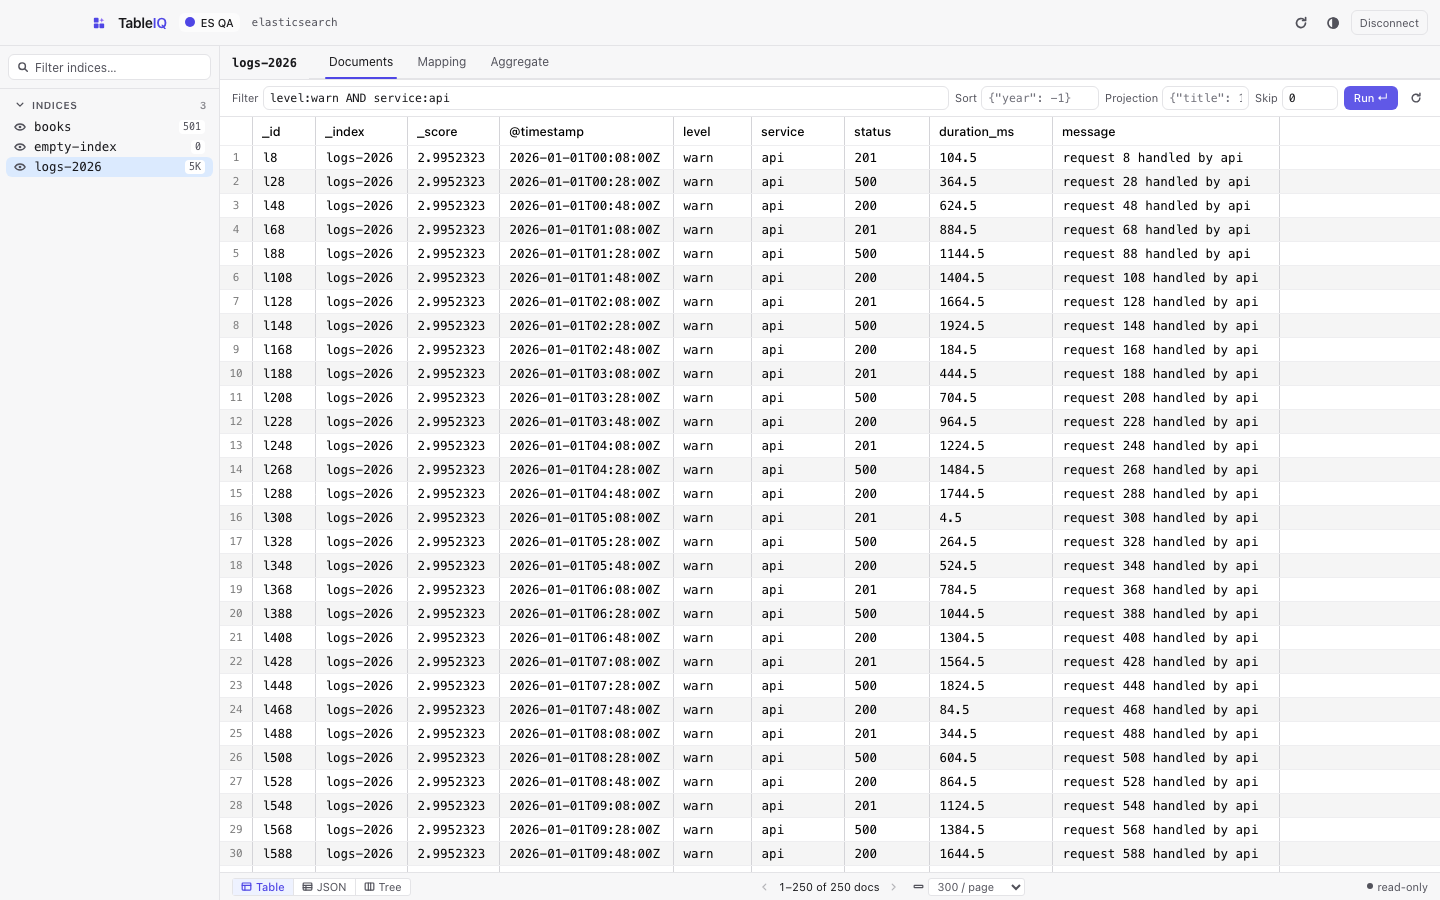 TableIQ ES QA elasticsearch Disconnect
Filter indices...
INDICES 3
books 501
empty-index 0
logs-2026 5K
logs-2026 Documents Mapping Aggregate
Filter level:warn AND service:api Sort {"year": -1} Projection {"title": Skip 0 Run
_id _index _score @timestamp level service status duration_ms message
1 l8 logs-2026 2.9952323 2026-01-01T00:08:00Z warn api 201 104.5 request 8 handled by api
2 l28 logs-2026 2.9952323 2026-01-01T00:28:00Z warn api 500 364.5 request 28 handled by api
3 l48 logs-2026 2.9952323 2026-01-01T00:48:00Z warn api 200 624.5 request 48 handled by api
4 l68 logs-2026 2.9952323 2026-01-01T01:08:00Z warn api 201 884.5 request 68 handled by api
5 l88 logs-2026 2.9952323 2026-01-01T01:28:00Z warn api 500 1144.5 request 88 handled by api
6 l108 logs-2026 2.9952323 2026-01-01T01:48:00Z warn api 200 1404.5 request 108 handled by api
7 l128 logs-2026 2.9952323 2026-01-01T02:08:00Z warn api 201 1664.5 request 128 handled by api
8 l148 logs-2026 2.9952323 2026-01-01T02:28:00Z warn api 500 1924.5 request 148 handled by api
9 l168 logs-2026 2.9952323 2026-01-01T02:48:00Z warn api 200 184.5 request 168 handled by api
10 l188 logs-2026 2.9952323 2026-01-01T03:08:00Z warn api 201 444.5 request 188 handled by api
11 l208 logs-2026 2.9952323 2026-01-01T03:28:00Z warn api 500 704.5 request 208 handled by api
12 l228 logs-2026 2.9952323 2026-01-01T03:48:00Z warn api 200 964.5 request 228 handled by api
13 l248 logs-2026 2.9952323 2026-01-01T04:08:00Z warn api 201 1224.5 request 248 handled by api
14 l268 logs-2026 2.9952323 2026-01-01T04:28:00Z warn api 500 1484.5 request 268 handled by api
15 l288 logs-2026 2.9952323 2026-01-01T04:48:00Z warn api 200 1744.5 request 288 handled by api
16 l308 logs-2026 2.9952323 2026-01-01T05:08:00Z warn api 201 4.5 request 308 handled by api
17 l328 logs-2026 2.9952323 2026-01-01T05:28:00Z warn api 500 264.5 request 328 handled by api
18 l348 logs-2026 2.9952323 2026-01-01T05:48:00Z warn api 200 524.5 request 348 handled by api
19 l368 logs-2026 2.9952323 2026-01-01T06:08:00Z warn api 201 784.5 request 368 handled by api
20 l388 logs-2026 2.9952323 2026-01-01T06:28:00Z warn api 500 1044.5 request 388 handled by api
21 l408 logs-2026 2.9952323 2026-01-01T06:48:00Z warn api 200 1304.5 request 408 handled by api
22 l428 logs-2026 2.9952323 2026-01-01T07:08:00Z warn api 201 1564.5 request 428 handled by api
23 l448 logs-2026 2.9952323 2026-01-01T07:28:00Z warn api 500 1824.5 request 448 handled by api
24 l468 logs-2026 2.9952323 2026-01-01T07:48:00Z warn api 200 84.5 request 468 handled by api
25 l488 logs-2026 2.9952323 2026-01-01T08:08:00Z warn api 201 344.5 request 488 handled by api
26 l508 logs-2026 2.9952323 2026-01-01T08:28:00Z warn api 500 604.5 request 508 handled by api
27 l528 logs-2026 2.9952323 2026-01-01T08:48:00Z warn api 200 864.5 request 528 handled by api
28 l548 logs-2026 2.9952323 2026-01-01T09:08:00Z warn api 201 1124.5 request 548 handled by api
29 l568 logs-2026 2.9952323 2026-01-01T09:28:00Z warn api 500 1384.5 request 568 handled by api
30 l588 logs-2026 2.9952323 2026-01-01T09:48:00Z warn api 200 1644.5 request 588 handled by api
Table JSON Tree 1–250 of 250 docs 300 / page read-only